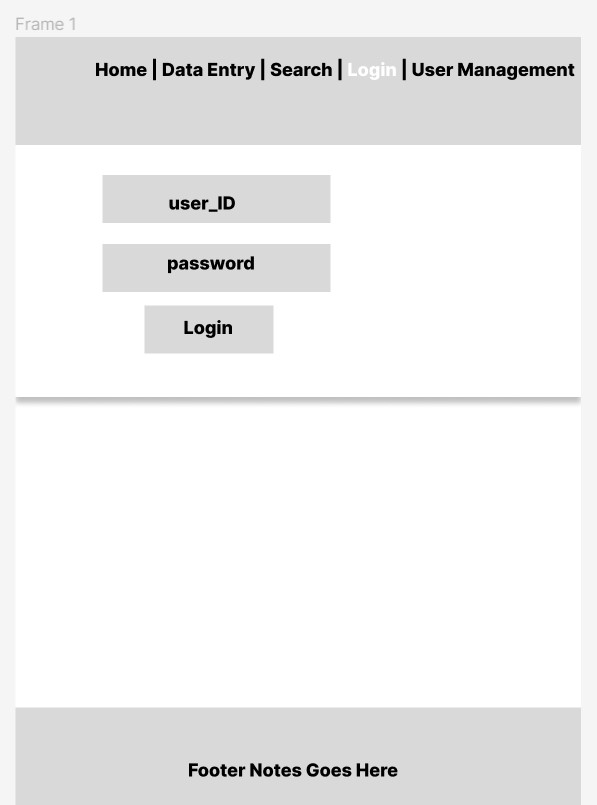 Frame 1
Home | Data Entry | Search | Login | User Management
user_ID
password
Login
Footer Notes Goes Here